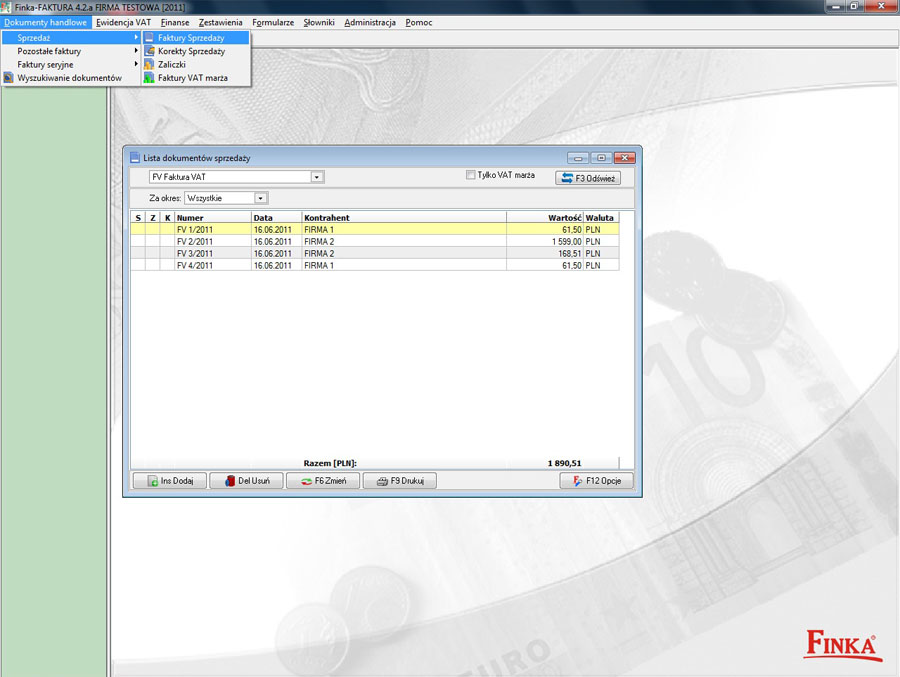 Finka-FAKTURA 4.2.a FIRMA TESTOWA [2011]
Dokumenty handlowe Ewidencja VAT Finanse Zestawienia Formularze Słowniki Administracja Pomoc
Sprzedaż Faktury Sprzedaży
Pozostałe faktury Korekty Sprzedaży
Faktury seryjne Zaliczki
Wyszukiwanie dokumentów Faktury VAT marża
Lista dokumentów sprzedaży
FV Faktura VAT Tylko VAT marża F3 Odśwież
Za okres: Wszystkie
S Z K Numer Data Kontrahent Wartość Waluta
FV 1/2011 16.06.2011 FIRMA 1 61,50 PLN
FV 2/2011 16.06.2011 FIRMA 2 1 599,00 PLN
FV 3/2011 16.06.2011 FIRMA 2 168,51 PLN
FV 4/2011 16.06.2011 FIRMA 1 61,50 PLN
Razem [PLN]: 1 890,51
Ins Dodaj Del Usuń F6 Zmień F9 Drukuj F12 Opcje
10
EURO
FINKA®